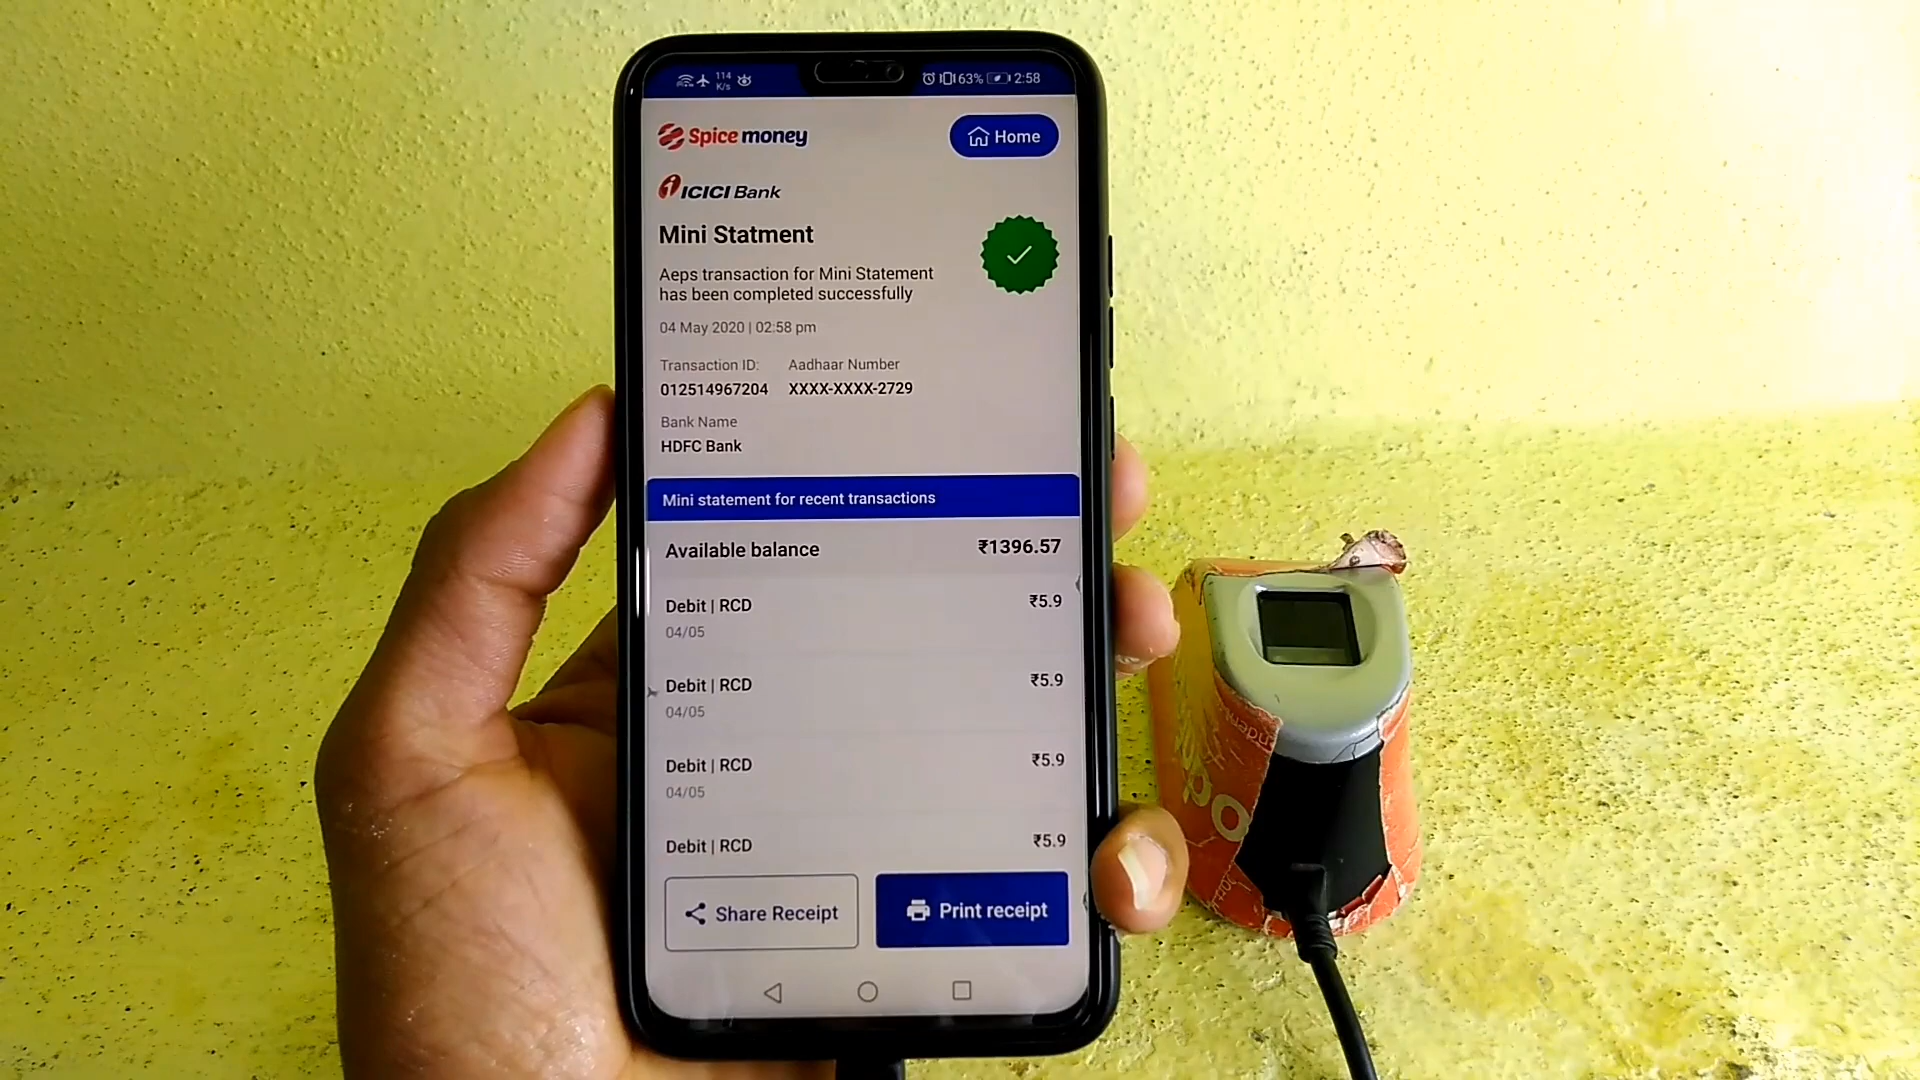 114
K/s
63% 2:58
Spice money
Home
ICICI Bank
Mini Statment
Aeps transaction for Mini Statement
has been completed successfully
04 May 2020 | 02:58 pm
Transaction ID: Aadhaar Number
012514967204 XXXX-XXXX-2729
Bank Name
HDFC Bank
Mini statement for recent transactions
Available balance ₹1396.57
Debit | RCD ₹5.9
04/05
Debit | RCD ₹5.9
04/05
Debit | RCD ₹5.9
04/05
Debit | RCD ₹5.9
Share Receipt Print receipt